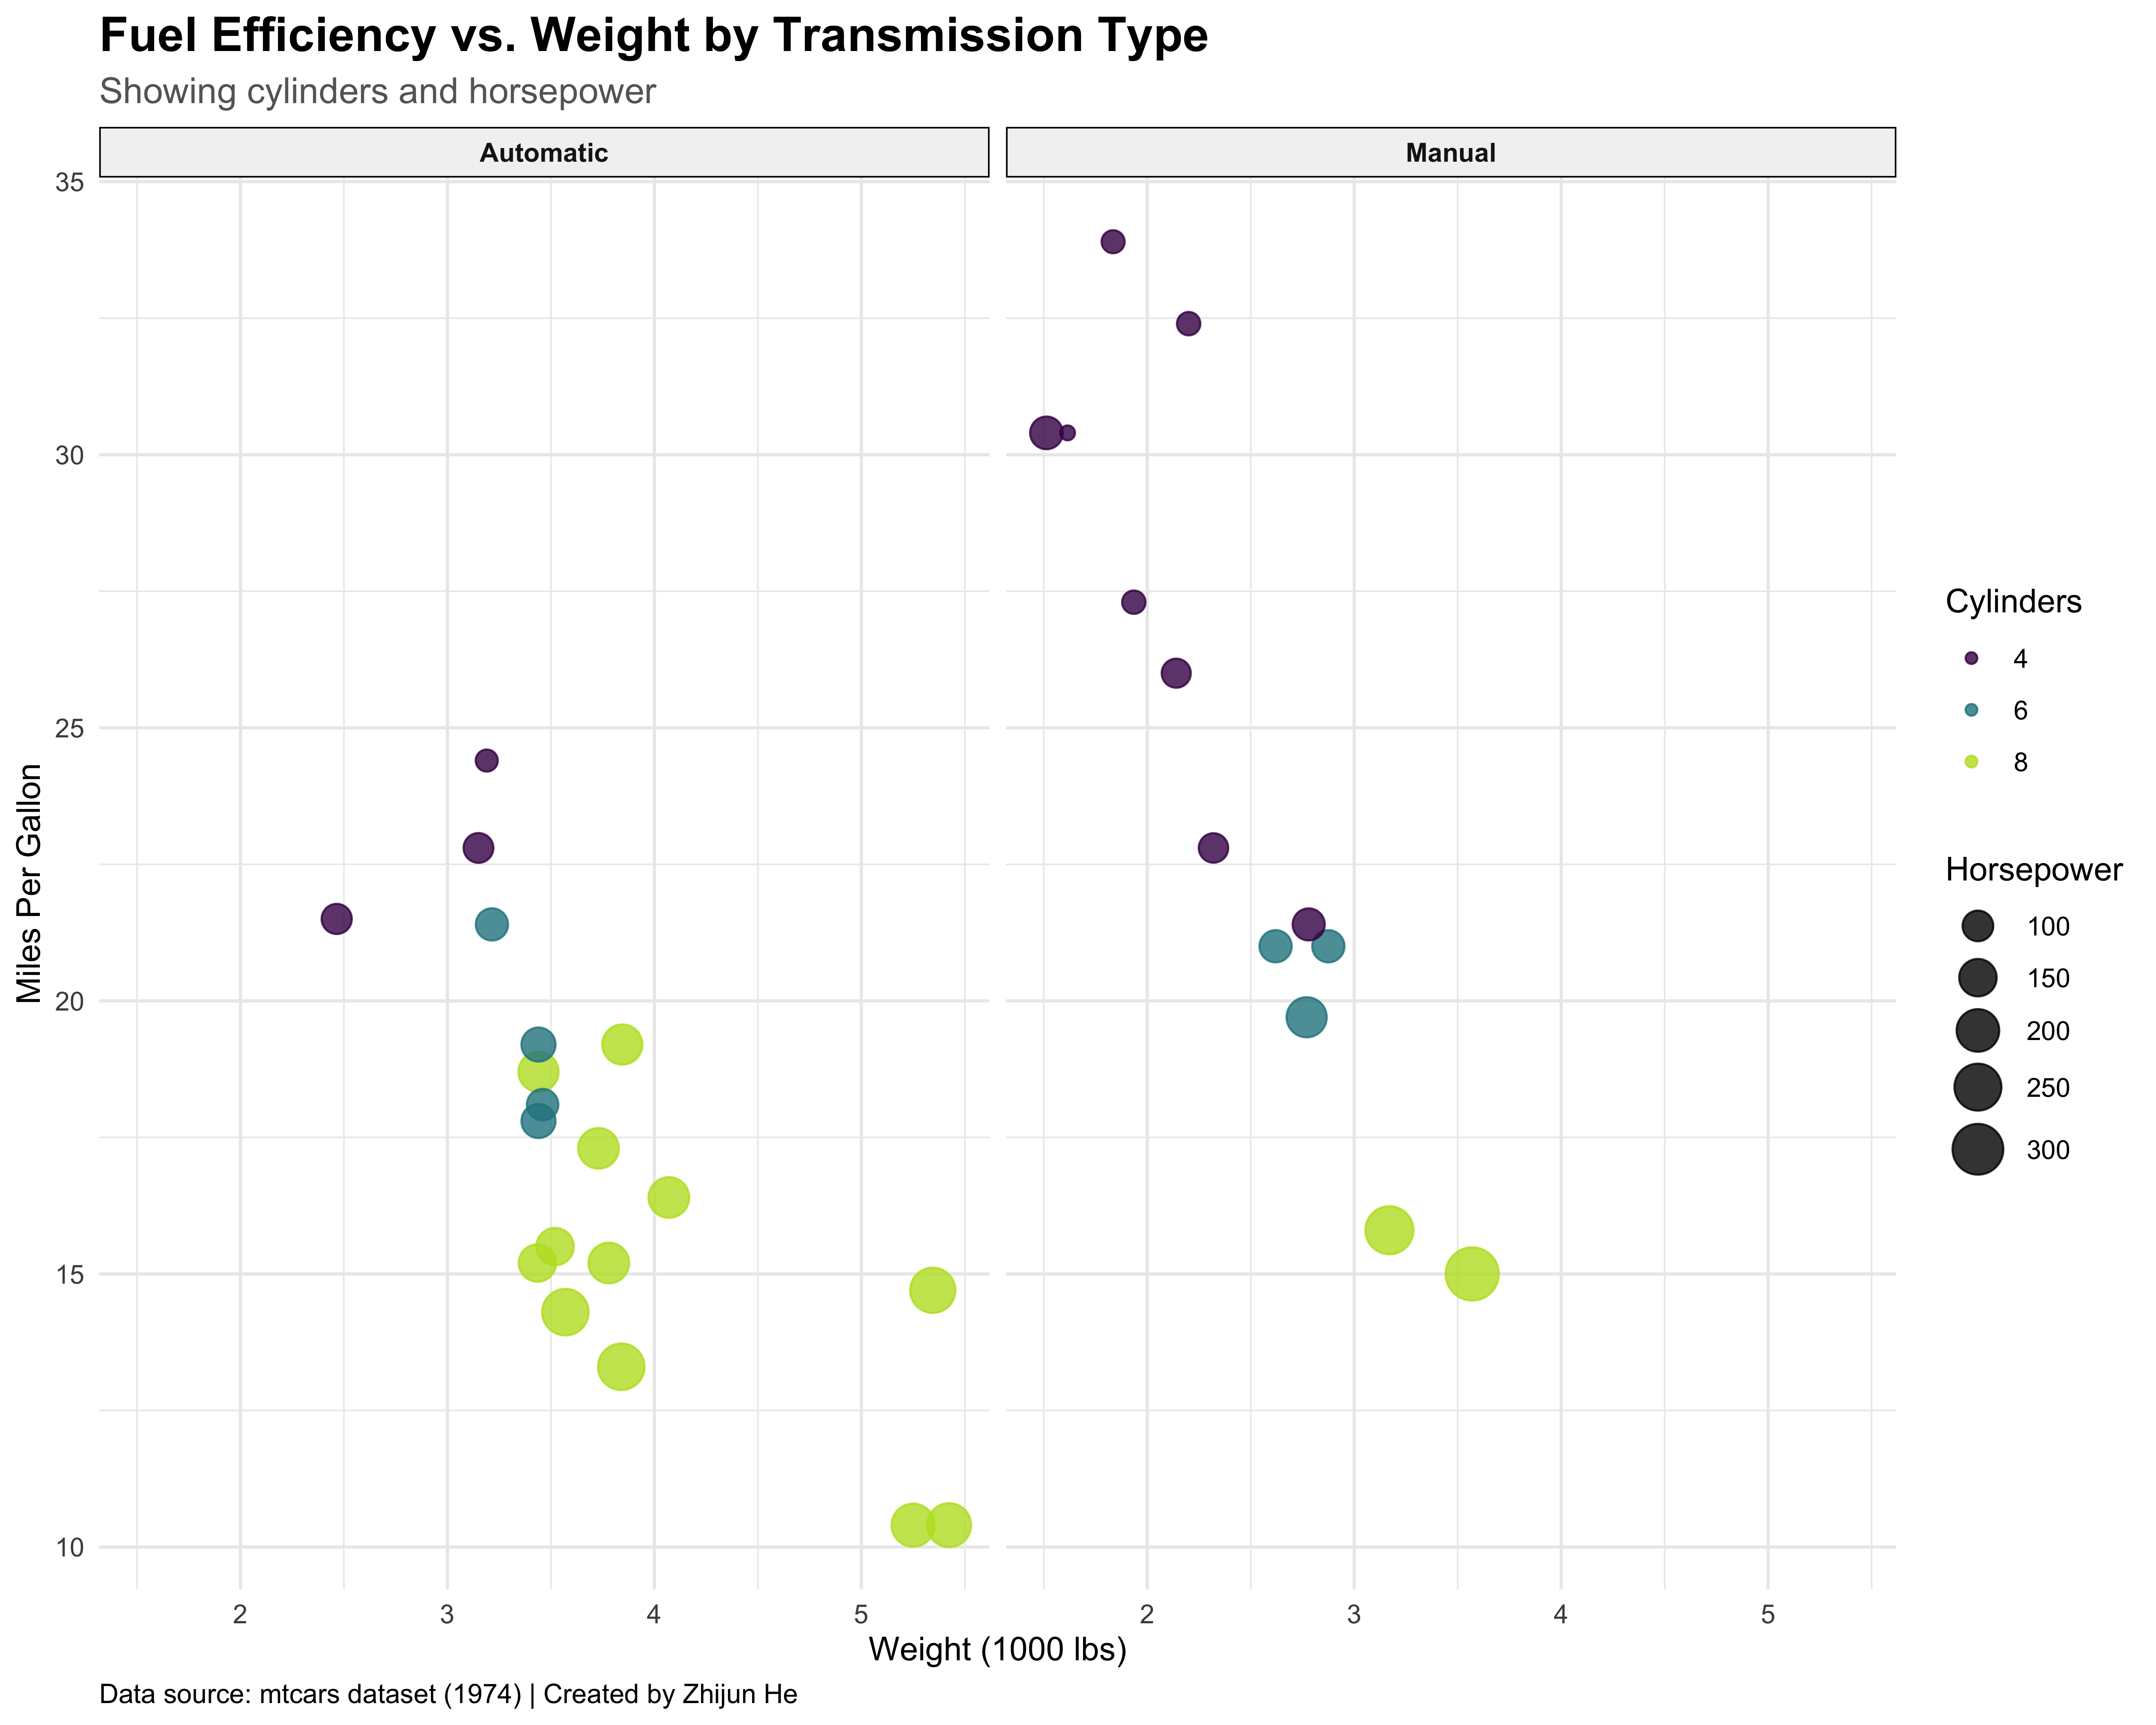 Fuel Efficiency vs. Weight by Transmission Type
Showing cylinders and horsepower
Automatic
Manual
35
30
25
20
15
10
Miles Per Gallon
2 3 4 5
2 3 4 5
Weight (1000 lbs)
Cylinders
4
6
8
Horsepower
100
150
200
250
300
Data source: mtcars dataset (1974) | Created by Zhijun He